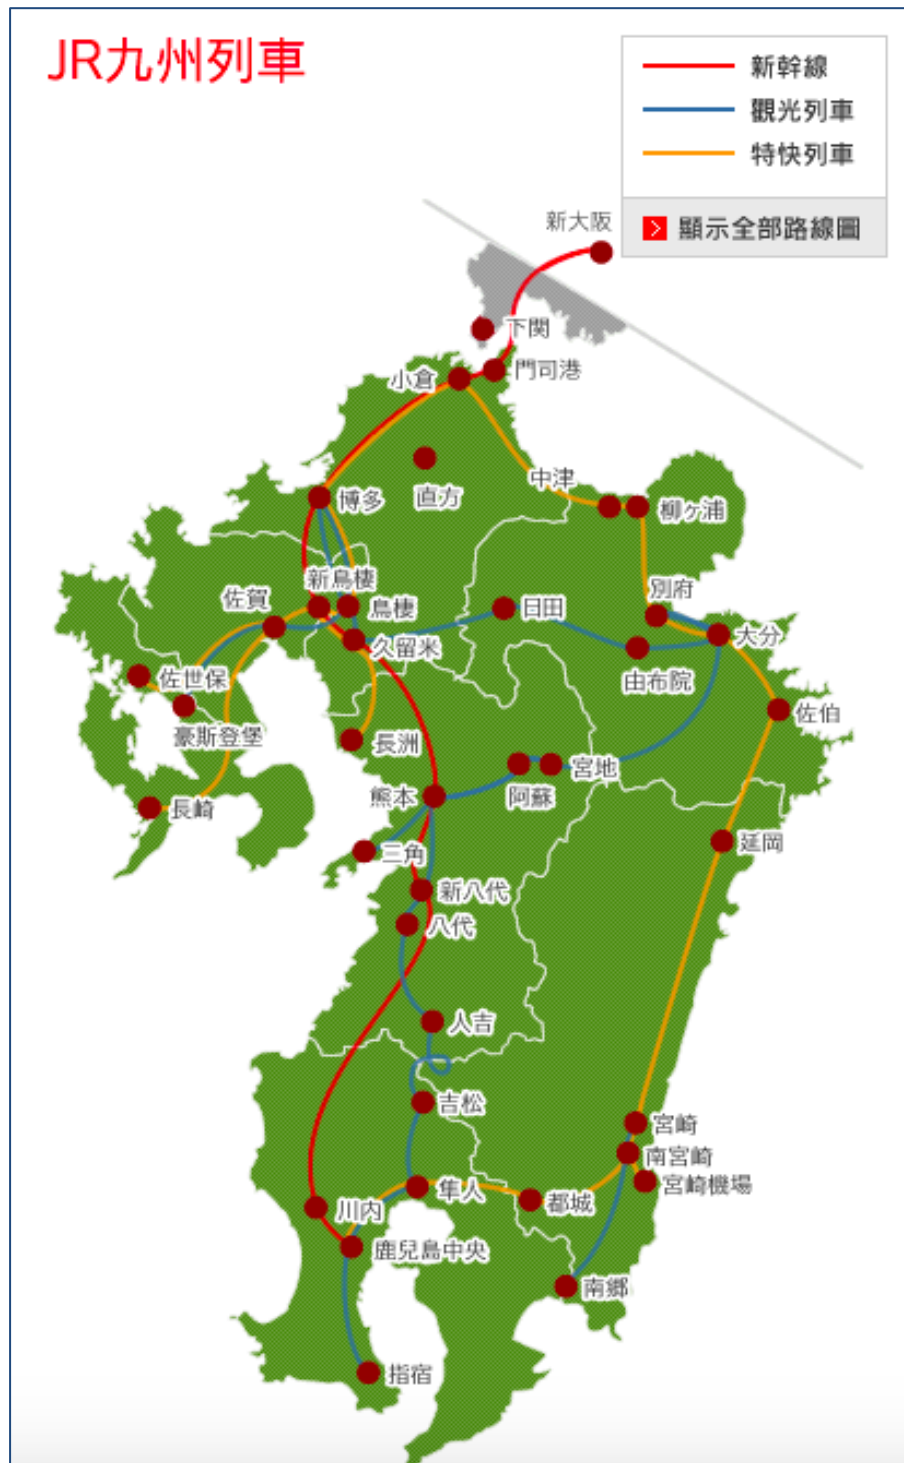 JR九州列車
新幹線
觀光列車
特快列車
顯示全部路線圖
新大阪
下関
門司港
小倉
中津
直方
博多
柳ヶ浦
新鳥棲
別府
佐賀
鳥棲
日田
大分
久留米
佐世保
由布院
佐伯
豪斯登堡
長洲
宮地
阿蘇
熊本
長崎
延岡
三角
新八代
八代
人吉
吉松
宮崎
南宮崎
宮崎機場
隼人
都城
川内
鹿兒島中央
南郷
指宿